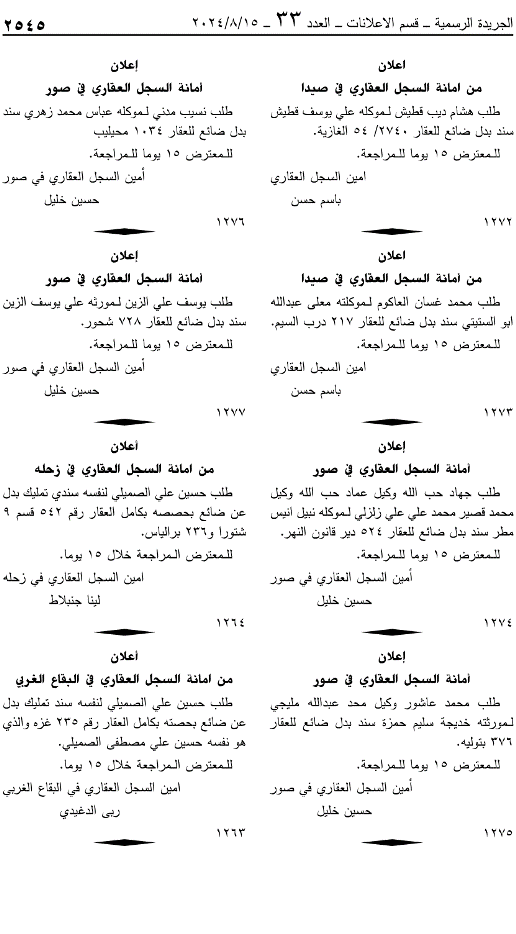 الجريدة الرسمية ــ قسم الاعلانات ــ العدد ٣٣ ــ ٢٠٢٤/٨/١٥
٢٥٤٥
اعلان
من امانة السجل العقاري في صيدا
طلب هشام ديب قطيش لموكله علي يوسف قطيش
سند بدل ضائع للعقار ٢٧٤٠/ ٥٤ الغازية.
للمعترض ١٥ يوما للمراجعة.
امين السجل العقاري
باسم حسن
١٢٧٢
اعلان
من امانة السجل العقاري في صيدا
طلب محمد غسان العاكوم لموكلته معلى عبدالله
ابو الستيتي سند بدل ضائع للعقار ٢١٧ درب السيم.
للمعترض ١٥ يوما للمراجعة.
امين السجل العقاري
باسم حسن
١٢٧٣
إعلان
أمانة السجل العقاري في صور
طلب جهاد حب الله وكيل عماد حب الله وكيل
محمد قصير محمد علي علي زلزلي لموكله نبيل انيس
مطر سند بدل ضائع للعقار ٥٢٤ دير قانون النهر.
للمعترض ١٥ يوما للمراجعة.
أمين السجل العقاري في صور
حسين خليل
١٢٧٤
إعلان
أمانة السجل العقاري في صور
طلب محمد عاشور وكيل محد عبدالله مليجي
لمورثته خديجة سليم حمزة سند بدل ضائع للعقار
٣٧٦ بتوليه.
للمعترض ١٥ يوما للمراجعة.
أمين السجل العقاري في صور
حسين خليل
١٢٧٥
إعلان
أمانة السجل العقاري في صور
طلب نسيب مدني لموكله عباس محمد زهري سند
بدل ضائع للعقار ١٠٣٤ محيليب
للمعترض ١٥ يوما للمراجعة.
أمين السجل العقاري في صور
حسين خليل
١٢٧٦
إعلان
أمانة السجل العقاري في صور
طلب يوسف علي الزين لمورثه علي يوسف الزين
سند بدل ضائع للعقار ٧٢٨ شحور.
للمعترض ١٥ يوما للمراجعة.
أمين السجل العقاري في صور
حسين خليل
١٢٧٧
أعلان
من امانة السجل العقاري في زحله
طلب حسين علي الصميلي لنفسه سندي تمليك بدل
عن ضائع بحصصه بكامل العقار رقم ٥٤٢ قسم ٩
شتورا و٢٣٦ برالياس.
للمعترض المراجعة خلال ١٥ يوما.
امين السجل العقاري في زحله
لينا جنبلاط
١٢٦٤
أعلان
من امانة السجل العقاري في البقاع الغربي
طلب حسين علي الصميلي لنفسه سند تمليك بدل
عن ضائع بحصته بكامل العقار رقم ٢٣٥ غزه والذي
هو نفسه حسين علي مصطفى الصميلي.
للمعترض المراجعة خلال ١٥ يوما.
امين السجل العقاري في البقاع الغربي
ربى الدغيدي
١٢٦٣